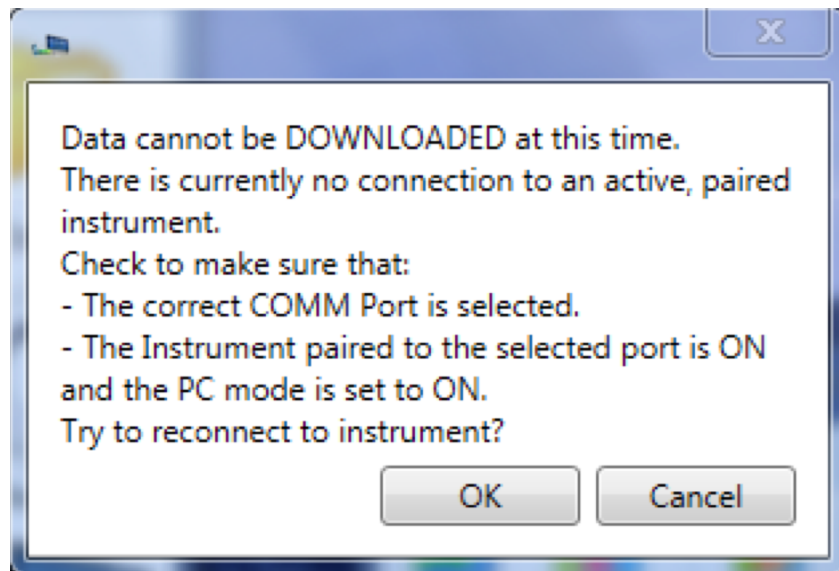 Data cannot be DOWNLOADED at this time.
There is currently no connection to an active, paired
instrument.
Check to make sure that:
- The correct COMM Port is selected.
- The Instrument paired to the selected port is ON
and the PC mode is set to ON.
Try to reconnect to instrument?
OK
Cancel